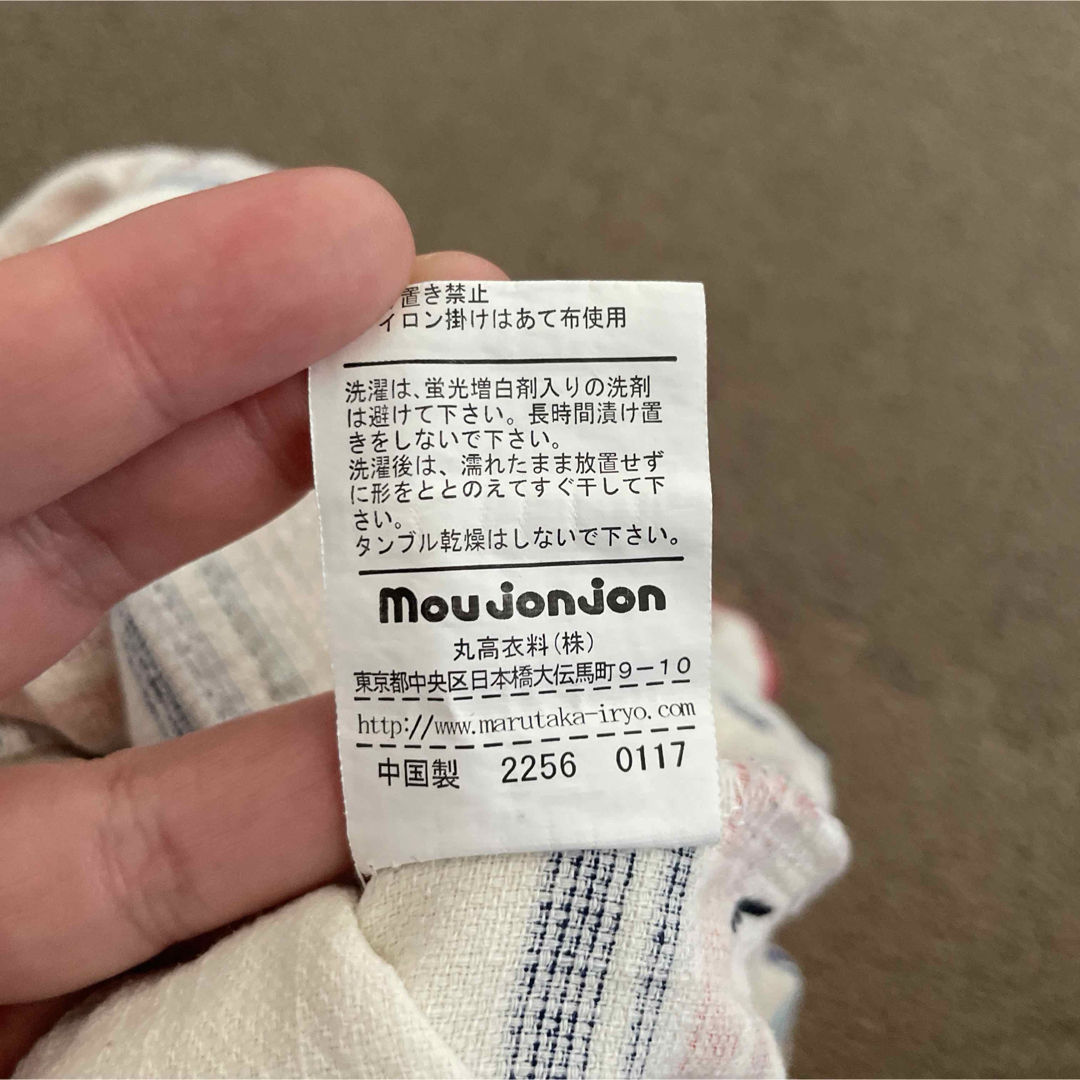 置き禁止
イロン掛けはあて布使用
洗濯は、蛍光増白剤入りの洗剤
は避けて下さい。長時間漬け置
きをしないで下さい。
洗濯後は、濡れたまま放置せず
に形をととのえてすぐ干して下
さい。
タンブル乾燥はしないで下さい。
moujonjon
丸高衣料(株)
東京都中央区日本橋大伝馬町9-10
http://www.marutaka-iryo.com
中国製 2256 0117